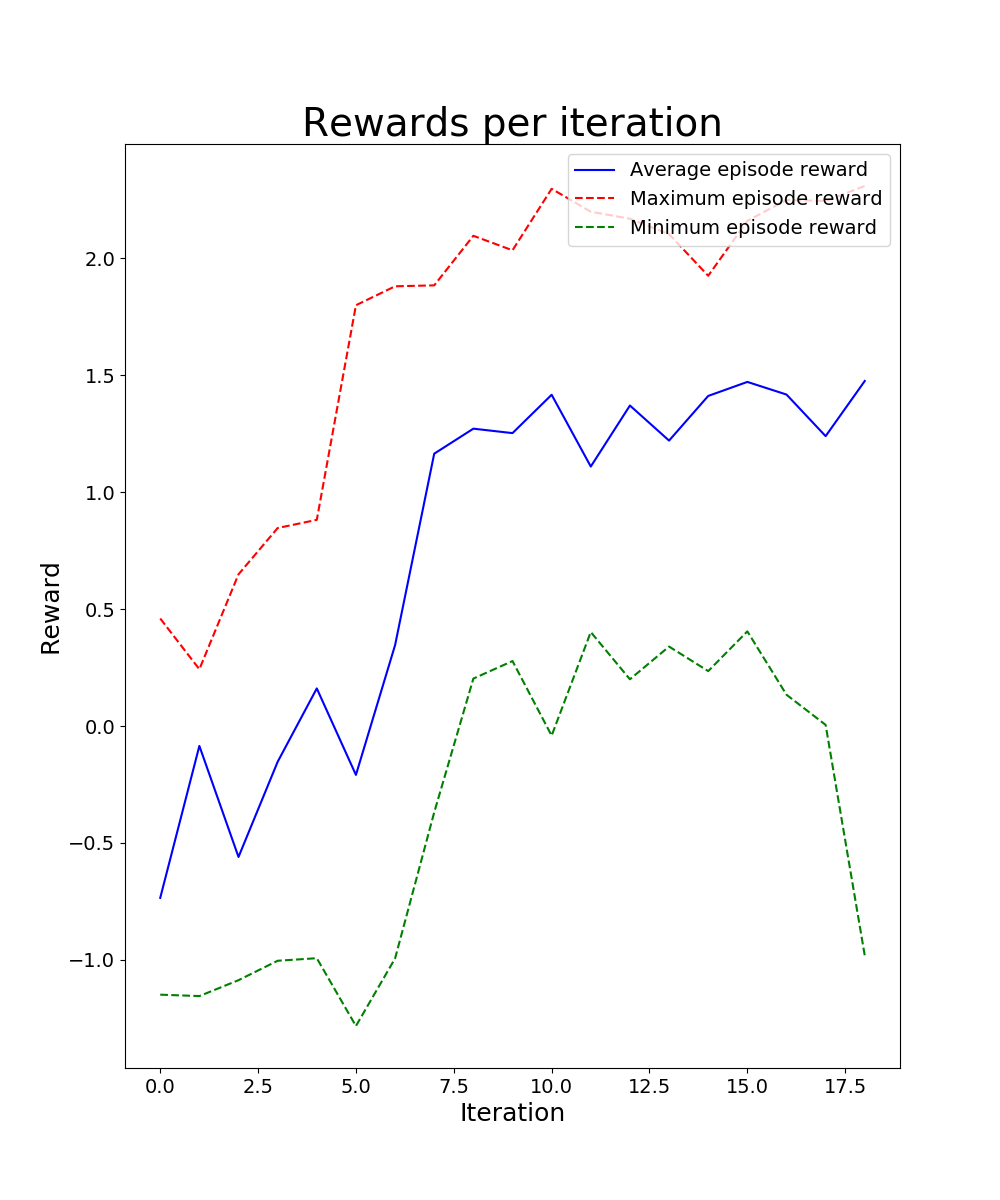 Rewards per iteration
Average episode reward
Maximum episode reward
Minimum episode reward
2.0
1.5
1.0
0.5
0.0
−0.5
−1.0
Reward
0.0 2.5 5.0 7.5 10.0 12.5 15.0 17.5
Iteration